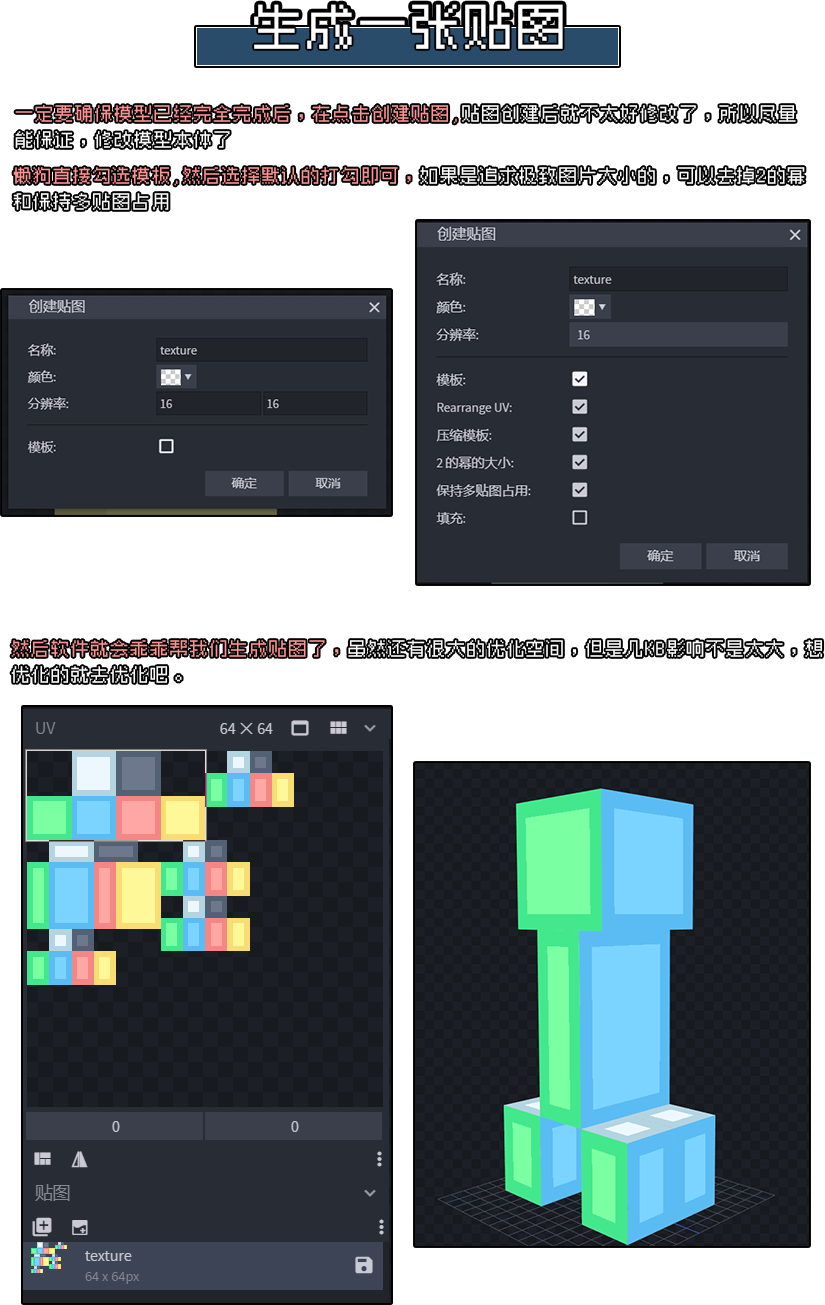 生成一张贴图
一定要确保模型已经完全完成后，在点击创建贴图,贴图创建后就不太好修改了，所以尽量
能保证，修改模型本体了
懒狗直接勾选模板,然后选择默认的打勾即可，如果是追求极致图片大小的，可以去掉2的幂
和保持多贴图占用
创建贴图
名称: texture
颜色:
分辨率: 16 16
模板:
确定 取消
创建贴图
名称: texture
颜色:
分辨率: 16
模板:
Rearrange UV:
压缩模板:
2 的幂的大小:
保持多贴图占用:
填充:
确定 取消
然后软件就会乖乖帮我们生成贴图了，虽然还有很大的优化空间，但是几KB影响不是太大，想
优化的就去优化吧。
UV 64 × 64
0 0
贴图
texture
64 x 64px